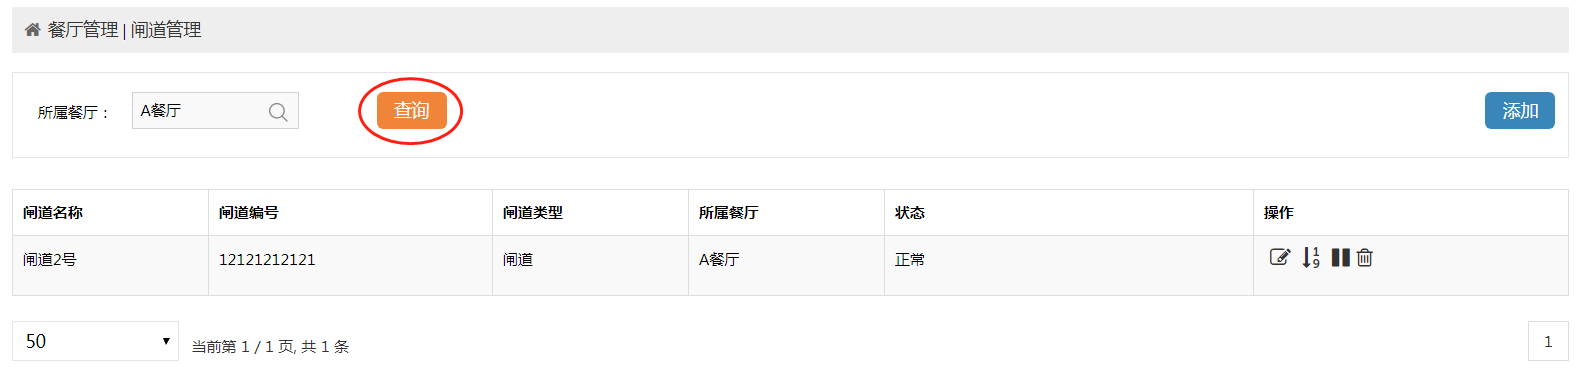 餐厅管理 | 闸道管理
所属餐厅： A餐厅 查询 添加
闸道名称 闸道编号 闸道类型 所属餐厅 状态 操作
闸道2号 12121212121 闸道 A餐厅 正常
50 当前第 1 / 1 页, 共 1 条 1